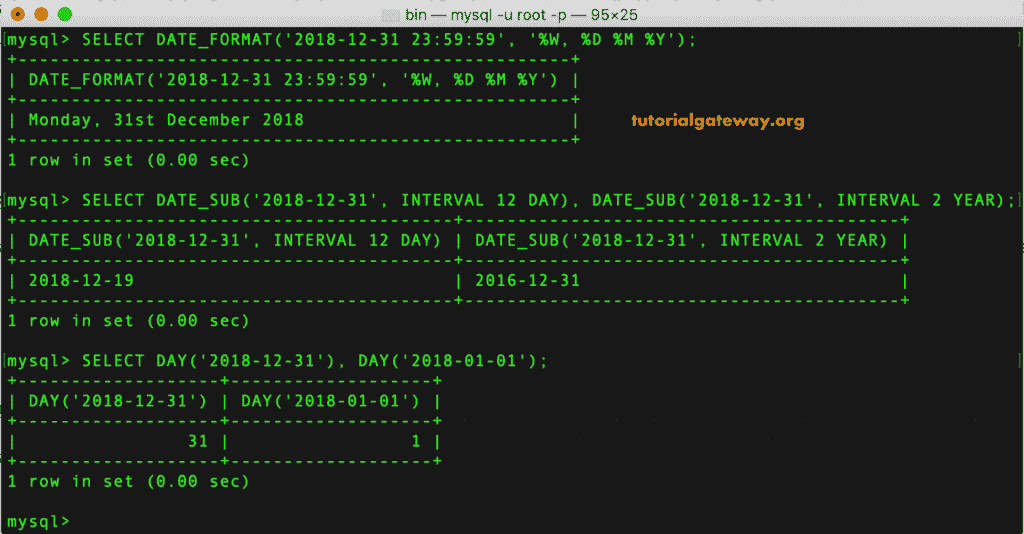 bin — mysql -u root -p — 95×25
mysql> SELECT DATE_FORMAT('2018-12-31 23:59:59', '%W, %D %M %Y');
+----------------------------------------------------+
| DATE_FORMAT('2018-12-31 23:59:59', '%W, %D %M %Y') |
+----------------------------------------------------+
| Monday, 31st December 2018                         |
+----------------------------------------------------+
1 row in set (0.00 sec)
tutorialgateway.org
mysql> SELECT DATE_SUB('2018-12-31', INTERVAL 12 DAY), DATE_SUB('2018-12-31', INTERVAL 2 YEAR);
+-----------------------------------------+-----------------------------------------+
| DATE_SUB('2018-12-31', INTERVAL 12 DAY) | DATE_SUB('2018-12-31', INTERVAL 2 YEAR) |
+-----------------------------------------+-----------------------------------------+
| 2018-12-19                              | 2016-12-31                              |
+-----------------------------------------+-----------------------------------------+
1 row in set (0.00 sec)
mysql> SELECT DAY('2018-12-31'), DAY('2018-01-01');
+-------------------+-------------------+
| DAY('2018-12-31') | DAY('2018-01-01') |
+-------------------+-------------------+
|                31 |                 1 |
+-------------------+-------------------+
1 row in set (0.00 sec)
mysql>